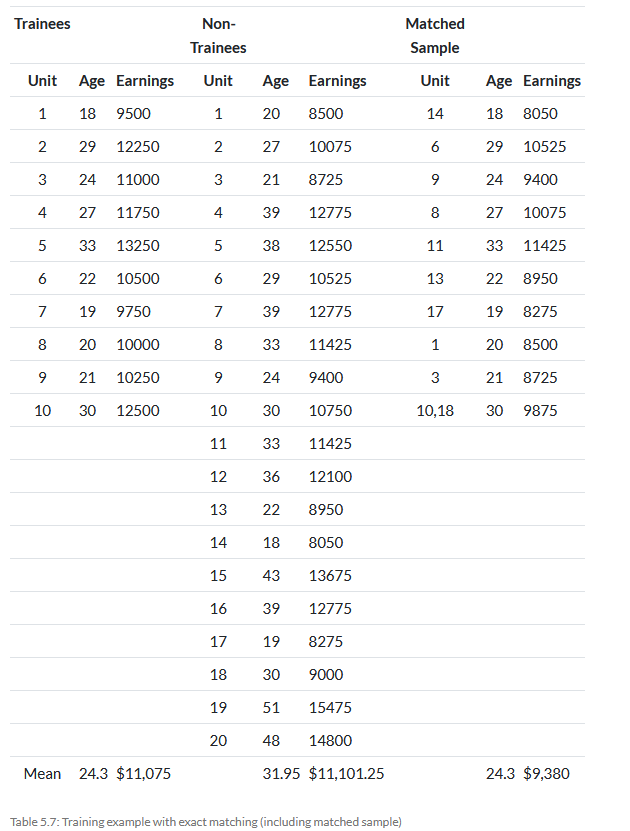 Trainees Non-Trainees Matched Sample
Unit Age Earnings Unit Age Earnings Unit Age Earnings
1 18 9500 1 20 8500 14 18 8050
2 29 12250 2 27 10075 6 29 10525
3 24 11000 3 21 8725 9 24 9400
4 27 11750 4 39 12775 8 27 10075
5 33 13250 5 38 12550 11 33 11425
6 22 10500 6 29 10525 13 22 8950
7 19 9750 7 39 12775 17 19 8275
8 20 10000 8 33 11425 1 20 8500
9 21 10250 9 24 9400 3 21 8725
10 30 12500 10 30 10750 10,18 30 9875
11 33 11425
12 36 12100
13 22 8950
14 18 8050
15 43 13675
16 39 12775
17 19 8275
18 30 9000
19 51 15475
20 48 14800
Mean 24.3 $11,075 31.95 $11,101.25 24.3 $9,380
Table 5.7: Training example with exact matching (including matched sample)